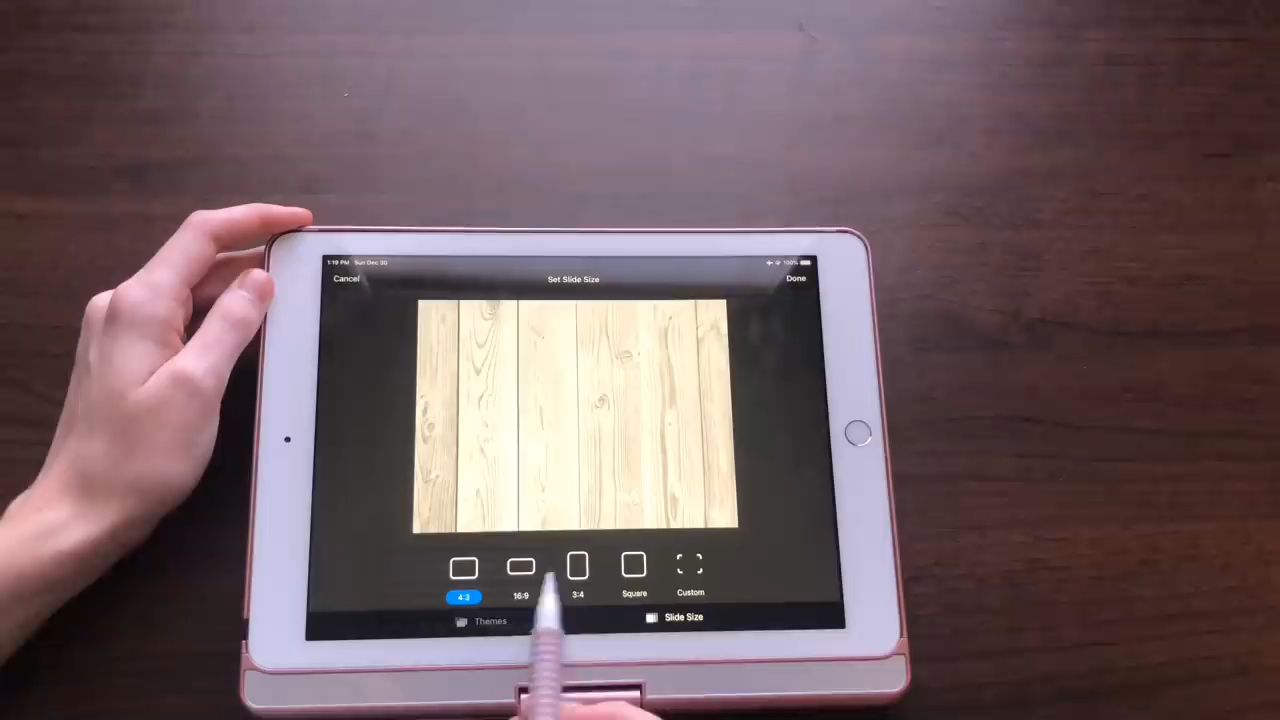 1:19 PM Sun Dec 30 100%
Cancel Set Slide Size Done
4:3 16:9 3:4 Square Custom
Themes Slide Size